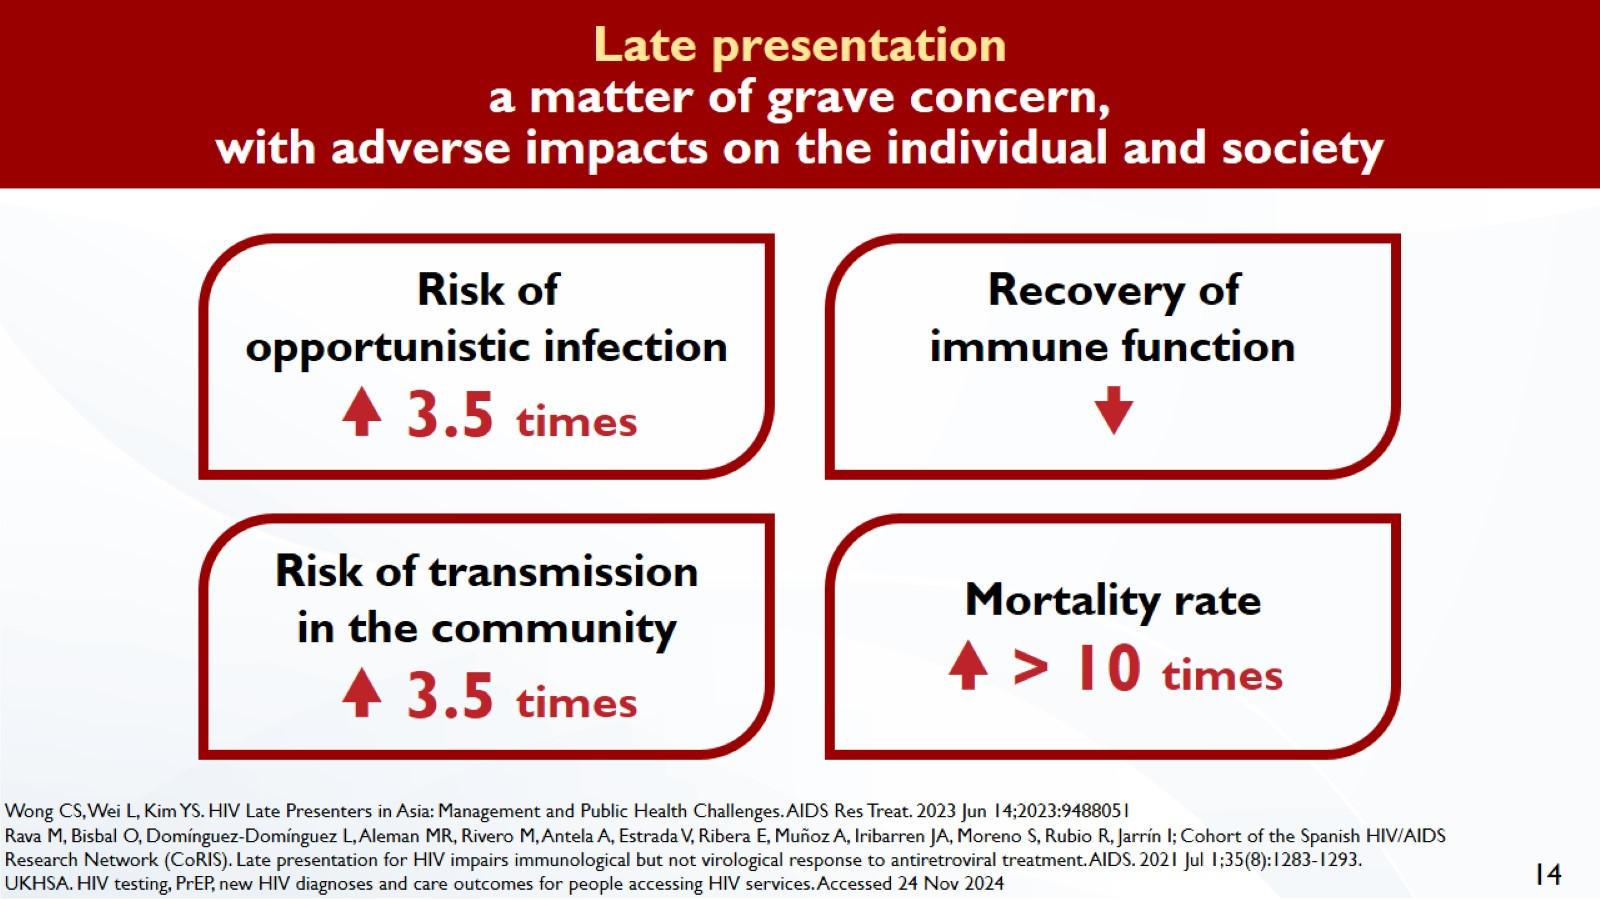 Late presentation
a matter of grave concern,
with adverse impacts on the individual and society
Risk of
opportunistic infection
↑ 3.5 times
Recovery of
immune function
↓
Risk of transmission
in the community
↑ 3.5 times
Mortality rate
↑ > 10 times
Wong CS, Wei L, Kim YS. HIV Late Presenters in Asia: Management and Public Health Challenges. AIDS Res Treat. 2023 Jun 14;2023:9488051
Rava M, Bisbal O, Domínguez-Domínguez L, Aleman MR, Rivero M, Antela A, Estrada V, Ribera E, Muñoz A, Iribarren JA, Moreno S, Rubio R, Jarrín I; Cohort of the Spanish HIV/AIDS
Research Network (CoRIS). Late presentation for HIV impairs immunological but not virological response to antiretroviral treatment. AIDS. 2021 Jul 1;35(8):1283-1293.
UKHSA. HIV testing, PrEP, new HIV diagnoses and care outcomes for people accessing HIV services. Accessed 24 Nov 2024
14